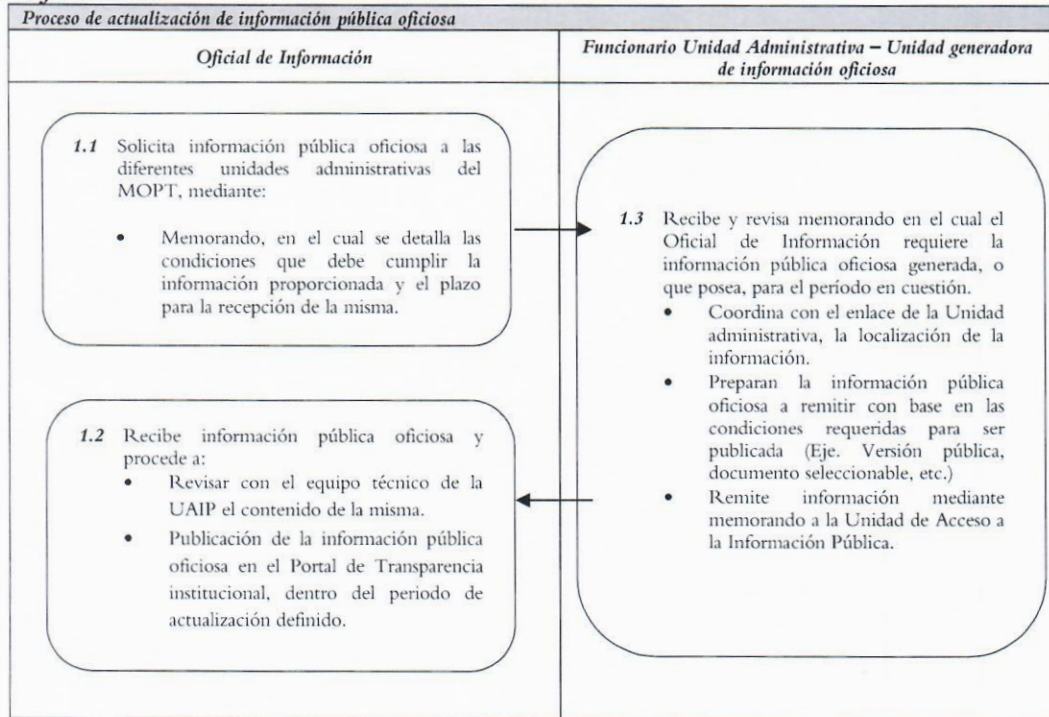 Proceso de actualización de información pública oficiosa
Oficial de Información
Funcionario Unidad Administrativa – Unidad generadora
de información oficiosa
1.1 Solicita información pública oficiosa a las
diferentes unidades administrativas del
MOPT, mediante:
• Memorando, en el cual se detalla las
condiciones que debe cumplir la
información proporcionada y el plazo
para la recepción de la misma.
1.2 Recibe información pública oficiosa y
procede a:
• Revisar con el equipo técnico de la
UAIP el contenido de la misma.
• Publicación de la información pública
oficiosa en el Portal de Transparencia
institucional, dentro del periodo de
actualización definido.
1.3 Recibe y revisa memorando en el cual el
Oficial de Información requiere la
información pública oficiosa generada, o
que posea, para el período en cuestión.
• Coordina con el enlace de la Unidad
administrativa, la localización de la
información.
• Preparan la información pública
oficiosa a remitir con base en las
condiciones requeridas para ser
publicada (Eje. Versión pública,
documento seleccionable, etc.)
• Remite información mediante
memorando a la Unidad de Acceso a
la Información Pública.